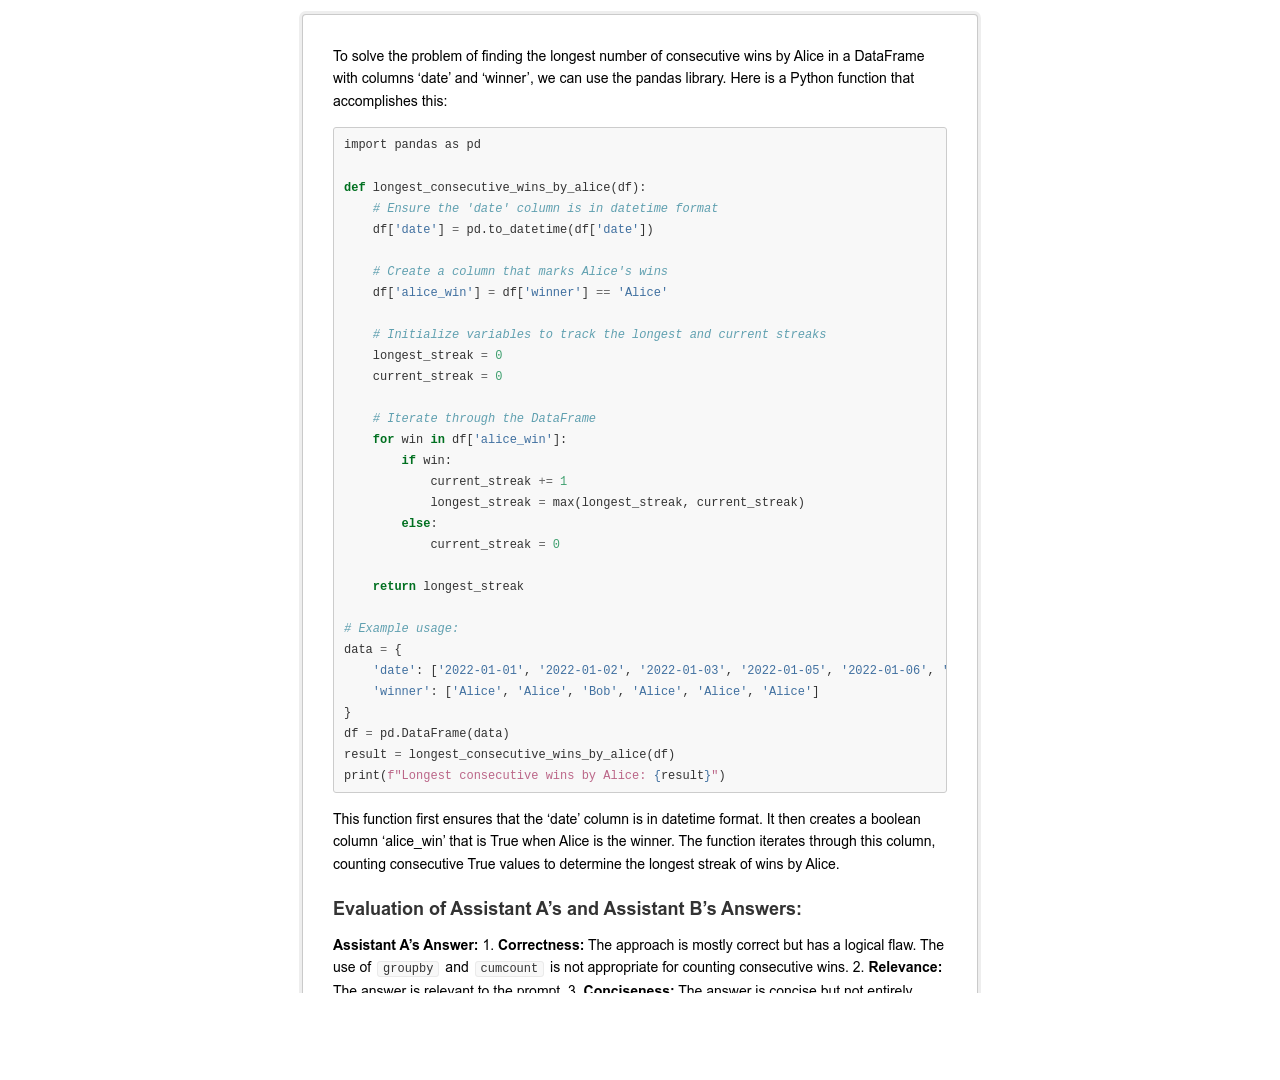 To solve the problem of finding the longest number of consecutive wins by Alice in a DataFrame
with columns ‘date’ and ‘winner’, we can use the pandas library. Here is a Python function that
accomplishes this:
import pandas as pd
def longest_consecutive_wins_by_alice(df):
    # Ensure the 'date' column is in datetime format
    df['date'] = pd.to_datetime(df['date'])
    # Create a column that marks Alice's wins
    df['alice_win'] = df['winner'] == 'Alice'
    # Initialize variables to track the longest and current streaks
    longest_streak = 0
    current_streak = 0
    # Iterate through the DataFrame
    for win in df['alice_win']:
        if win:
            current_streak += 1
            longest_streak = max(longest_streak, current_streak)
        else:
            current_streak = 0
    return longest_streak
# Example usage:
data = {
    'date': ['2022-01-01', '2022-01-02', '2022-01-03', '2022-01-05', '2022-01-06', '
    'winner': ['Alice', 'Alice', 'Bob', 'Alice', 'Alice', 'Alice']
}
df = pd.DataFrame(data)
result = longest_consecutive_wins_by_alice(df)
print(f"Longest consecutive wins by Alice: {result}")
This function first ensures that the ‘date’ column is in datetime format. It then creates a boolean
column ‘alice_win’ that is True when Alice is the winner. The function iterates through this column,
counting consecutive True values to determine the longest streak of wins by Alice.
Evaluation of Assistant A’s and Assistant B’s Answers:
Assistant A’s Answer: 1. Correctness: The approach is mostly correct but has a logical flaw. The
use of groupby and cumcount is not appropriate for counting consecutive wins. 2. Relevance:
The answer is relevant to the prompt. 3. Conciseness: The answer is concise but not entirely